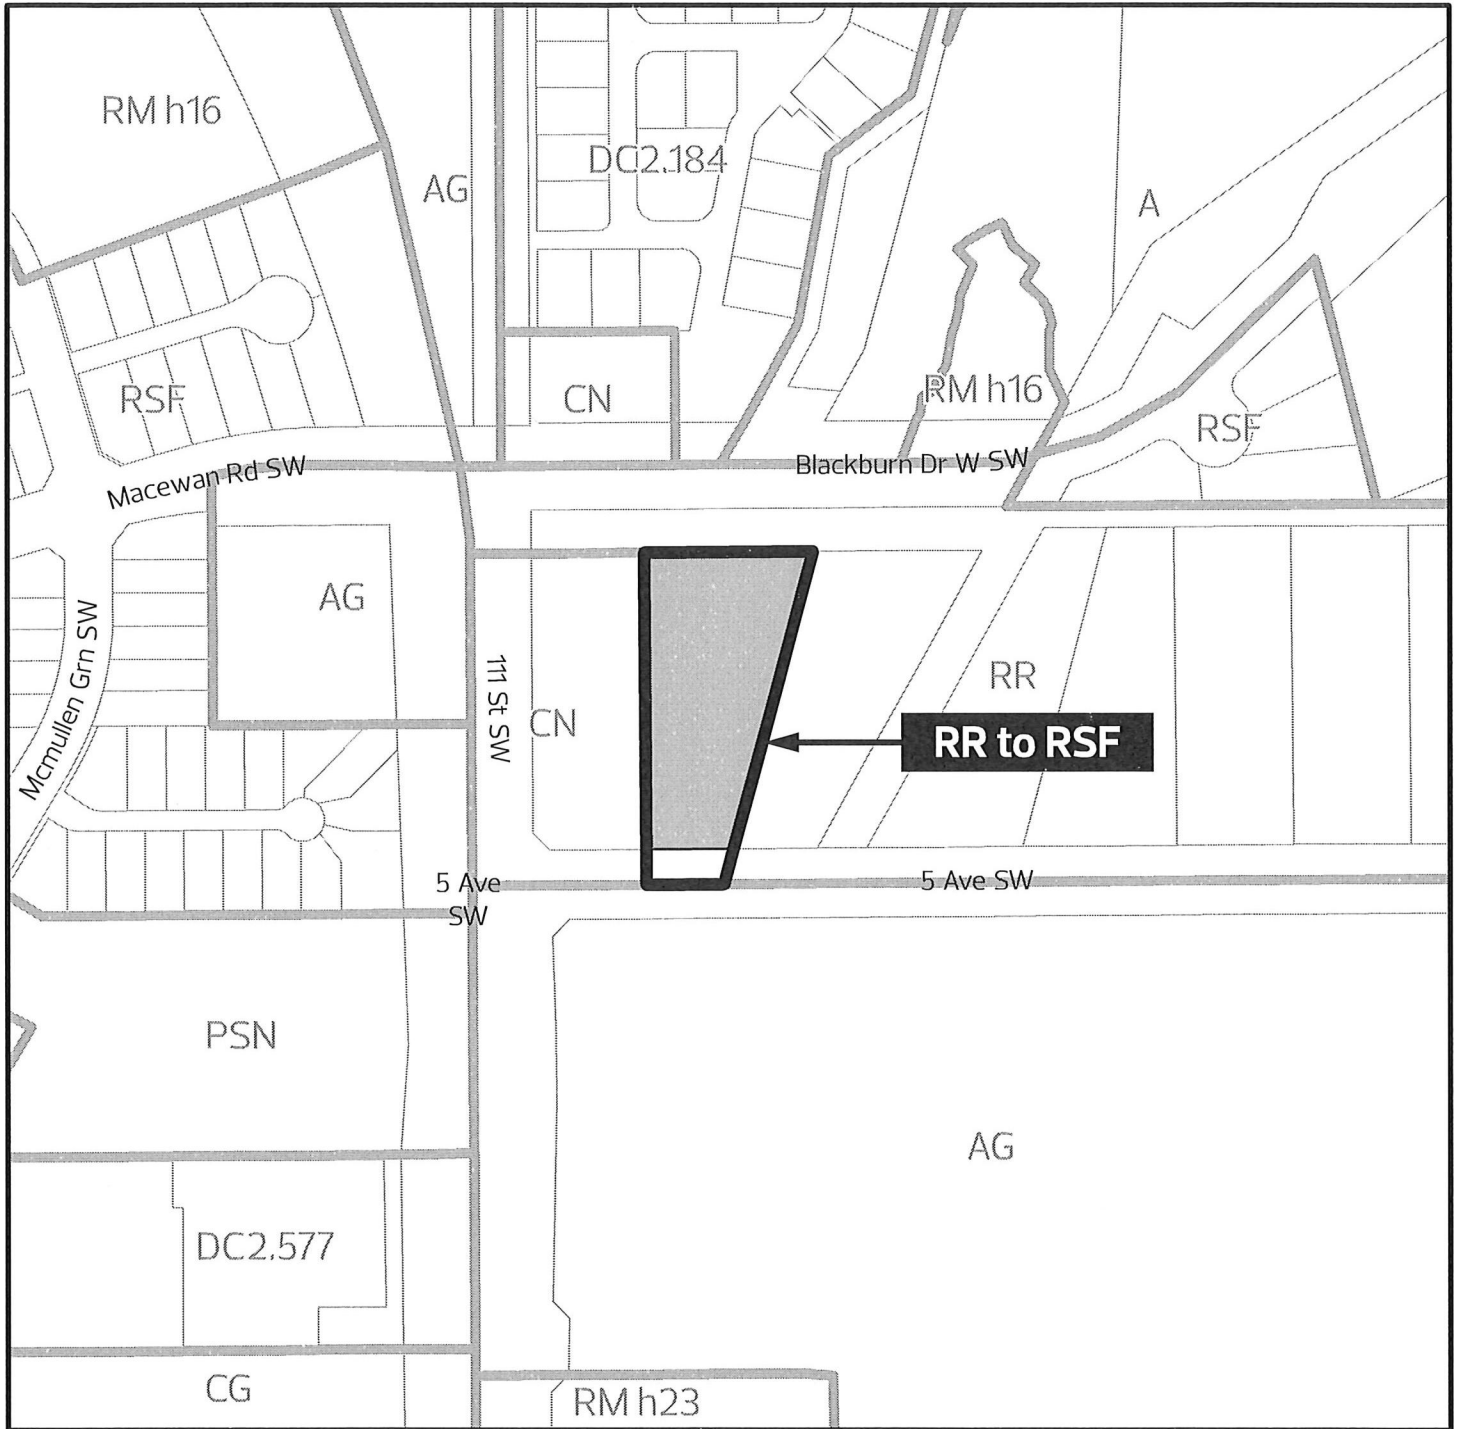 RM h16
AG
DC2.184
A
RSF
CN
RM h16
RSF
Macewan Rd SW
Blackburn Dr W SW
AG
Mcmullen Grn SW
111 St SW
CN
RR
RR to RSF
5 Ave
SW
5 Ave SW
PSN
AG
DC2.577
CG
RM h23